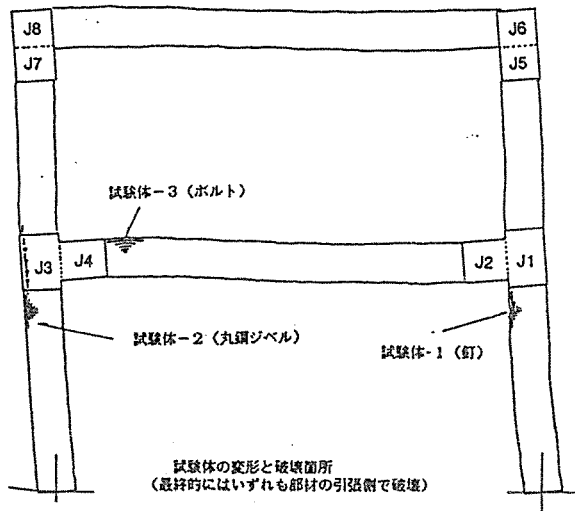 J8
J6
J7
J5
試験体－3（ボルト）
J3
J4
J2
J1
試験体－2（丸鋼ジベル）
試験体-1（釘）
試験体の変形と破壊箇所
（最終的にはいずれも部材の引張側で破壊）